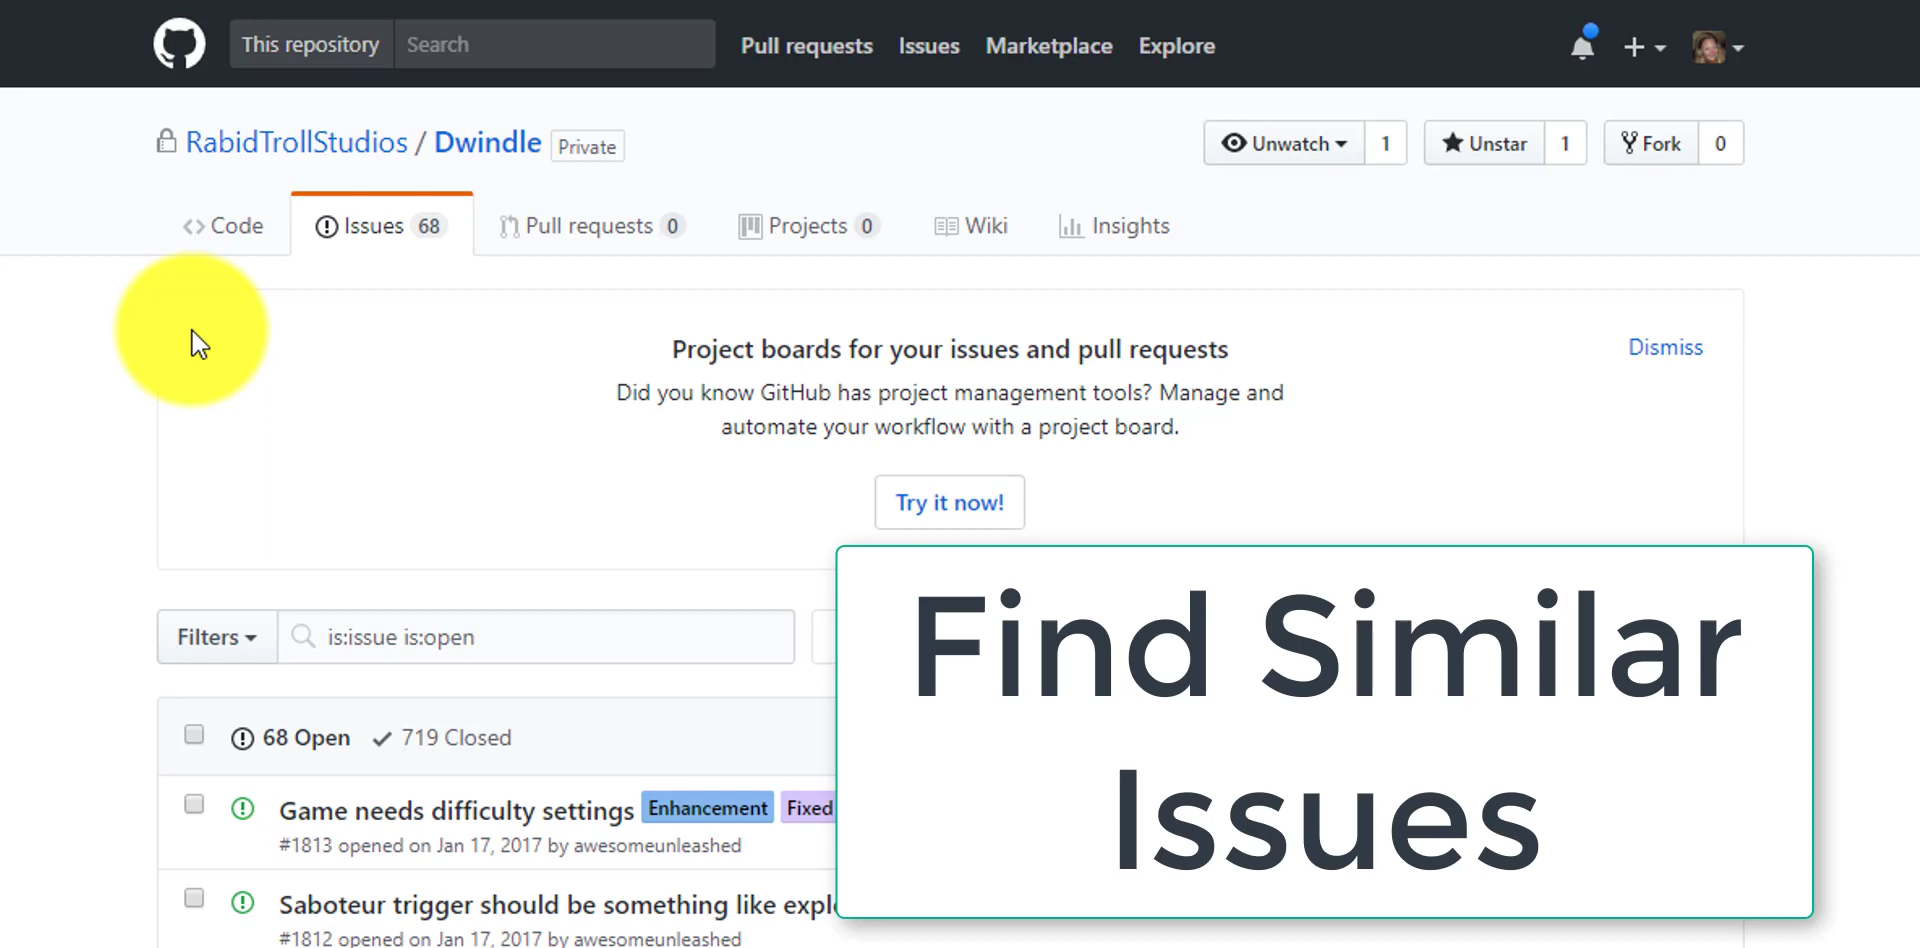 This repository Search Pull requests Issues Marketplace Explore
RabidTrollStudios / Dwindle Private Unwatch 1 Unstar 1 Fork 0
Code Issues 68 Pull requests 0 Projects 0 Wiki Insights
Project boards for your issues and pull requests Dismiss
Did you know GitHub has project management tools? Manage and
automate your workflow with a project board.
Try it now!
Filters is:issue is:open
68 Open 719 Closed
Game needs difficulty settings Enhancement Fixed
#1813 opened on Jan 17, 2017 by awesomeunleashed
Saboteur trigger should be something like
#1812 opened on Jan 17, 2017 by awesomeunleashed
Find Similar
Issues